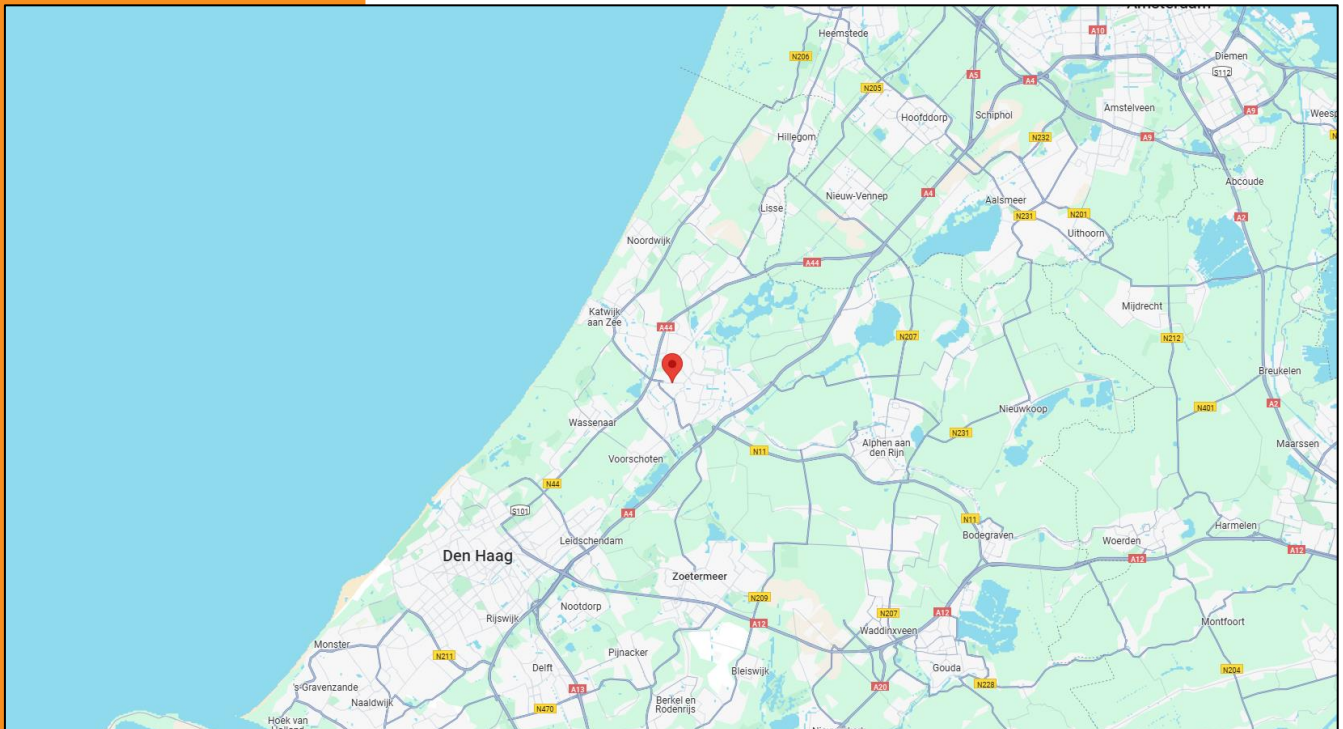 Amsterdam
Heemstede
A10
N206
Diemen
S112
A5
A4
N205
Amstelveen
Hoofddorp
Schiphol
A9
Hillegom
N232
A9
Abcoude
A4
Nieuw-Vennep
Aalsmeer
Lisse
N231
N201
A2
Uithoorn
Noordwijk
A44
Mijdrecht
Katwijk
aan Zee
A44
N207
N212
Breukelen
A2
Nieuwkoop
N401
Wassenaar
N231
Alphen aan
den Rijn
Maarssen
N11
Voorschoten
N44
S101
A4
N11
Harmelen
Bodegraven
Woerden
Leidschendam
A12
Den Haag
A12
Zoetermeer
N209
Nootdorp
N207
A12
Rijswijk
A12
Montfoort
Waddinxveen
Monster
N211
Pijnacker
Delft
Bleiswijk
Gouda
N204
's-Gravenzande
A13
A20
N228
Naaldwijk
Berkel en
Rodenrijs
N470
Hoek van